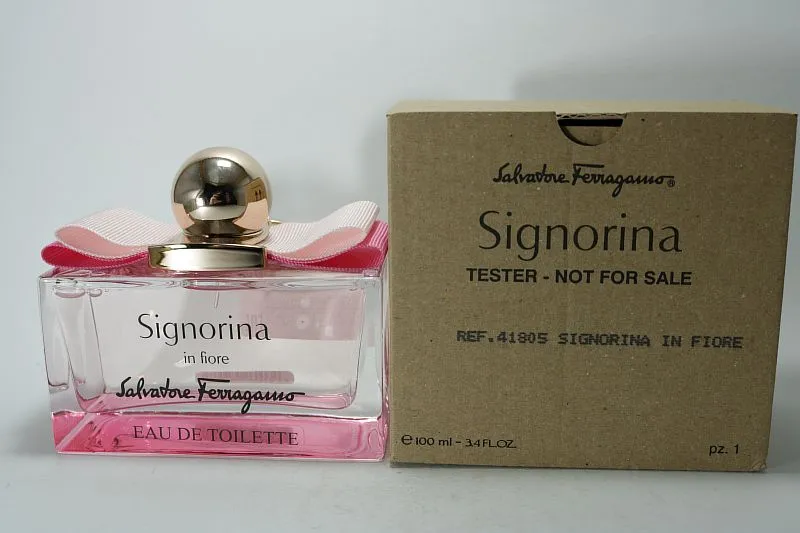 Signorina
in fiore
Salvatore Ferragamo
EAU DE TOILETTE
Salvatore Ferragamo®
Signorina
TESTER - NOT FOR SALE
REF.41805 SIGNORINA IN FIORE
℮ 100 ml - 3.4 FL.OZ.
pz. 1